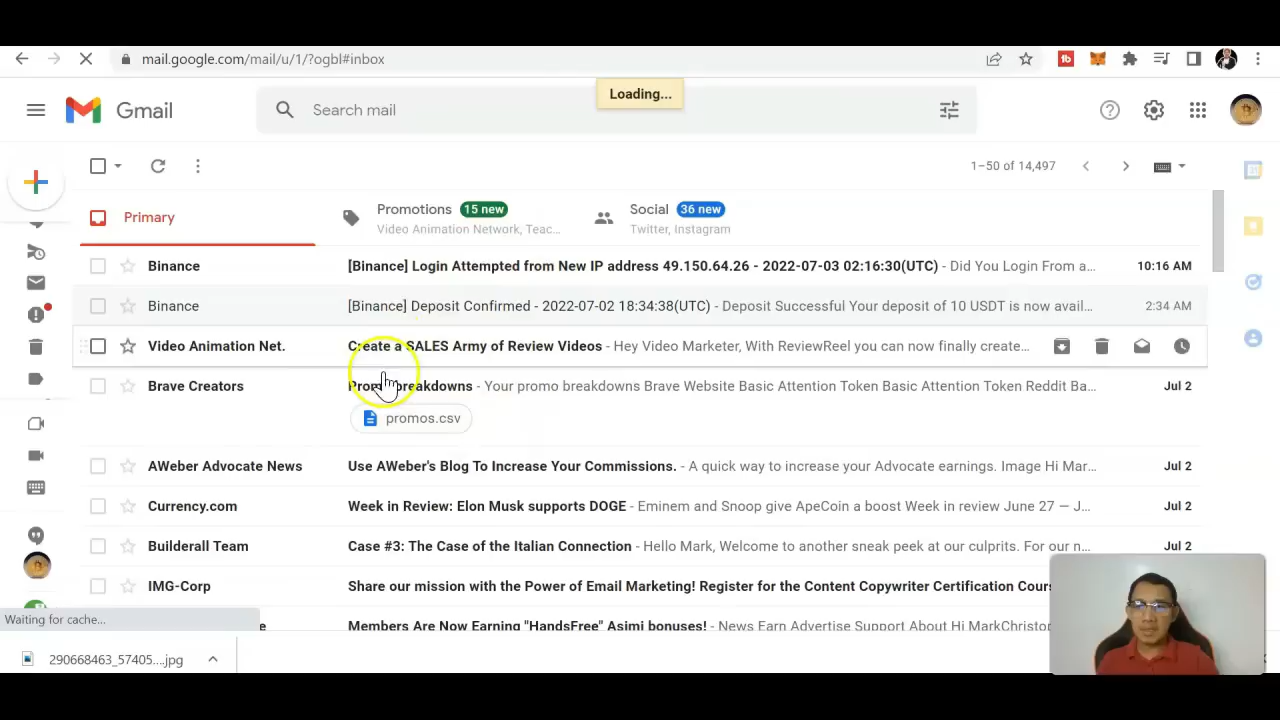 mail.google.com/mail/u/1/?ogbl#inbox
Loading...
Gmail
Search mail
1–50 of 14,497
Primary
Promotions 15 new
Video Animation Network, Teac...
Social 36 new
Twitter, Instagram
Binance [Binance] Login Attempted from New IP address 49.150.64.26 - 2022-07-03 02:16:30(UTC) - Did You Login From a... 10:16 AM
Binance [Binance] Deposit Confirmed - 2022-07-02 18:34:38(UTC) - Deposit Successful Your deposit of 10 USDT is now avail... 2:34 AM
Video Animation Net. Create a SALES Army of Review Videos - Hey Video Marketer, With ReviewReel you can now finally create...
Brave Creators Promo breakdowns - Your promo breakdowns Brave Website Basic Attention Token Basic Attention Token Reddit Ba... Jul 2
promos.csv
AWeber Advocate News Use AWeber's Blog To Increase Your Commissions. - A quick way to increase your Advocate earnings. Image Hi Mar... Jul 2
Currency.com Week in Review: Elon Musk supports DOGE - Eminem and Snoop give ApeCoin a boost Week in review June 27 — J... Jul 2
Builderall Team Case #3: The Case of the Italian Connection - Hello Mark, Welcome to another sneak peek at our culprits. For our n... Jul 2
IMG-Corp Share our mission with the Power of Email Marketing! Register for the Content Copywriter Certification Cours
Members Are Now Earning "HandsFree" Asimi bonuses! - News Earn Advertise Support About Hi MarkChristo
Waiting for cache...
290668463_57405....jpg